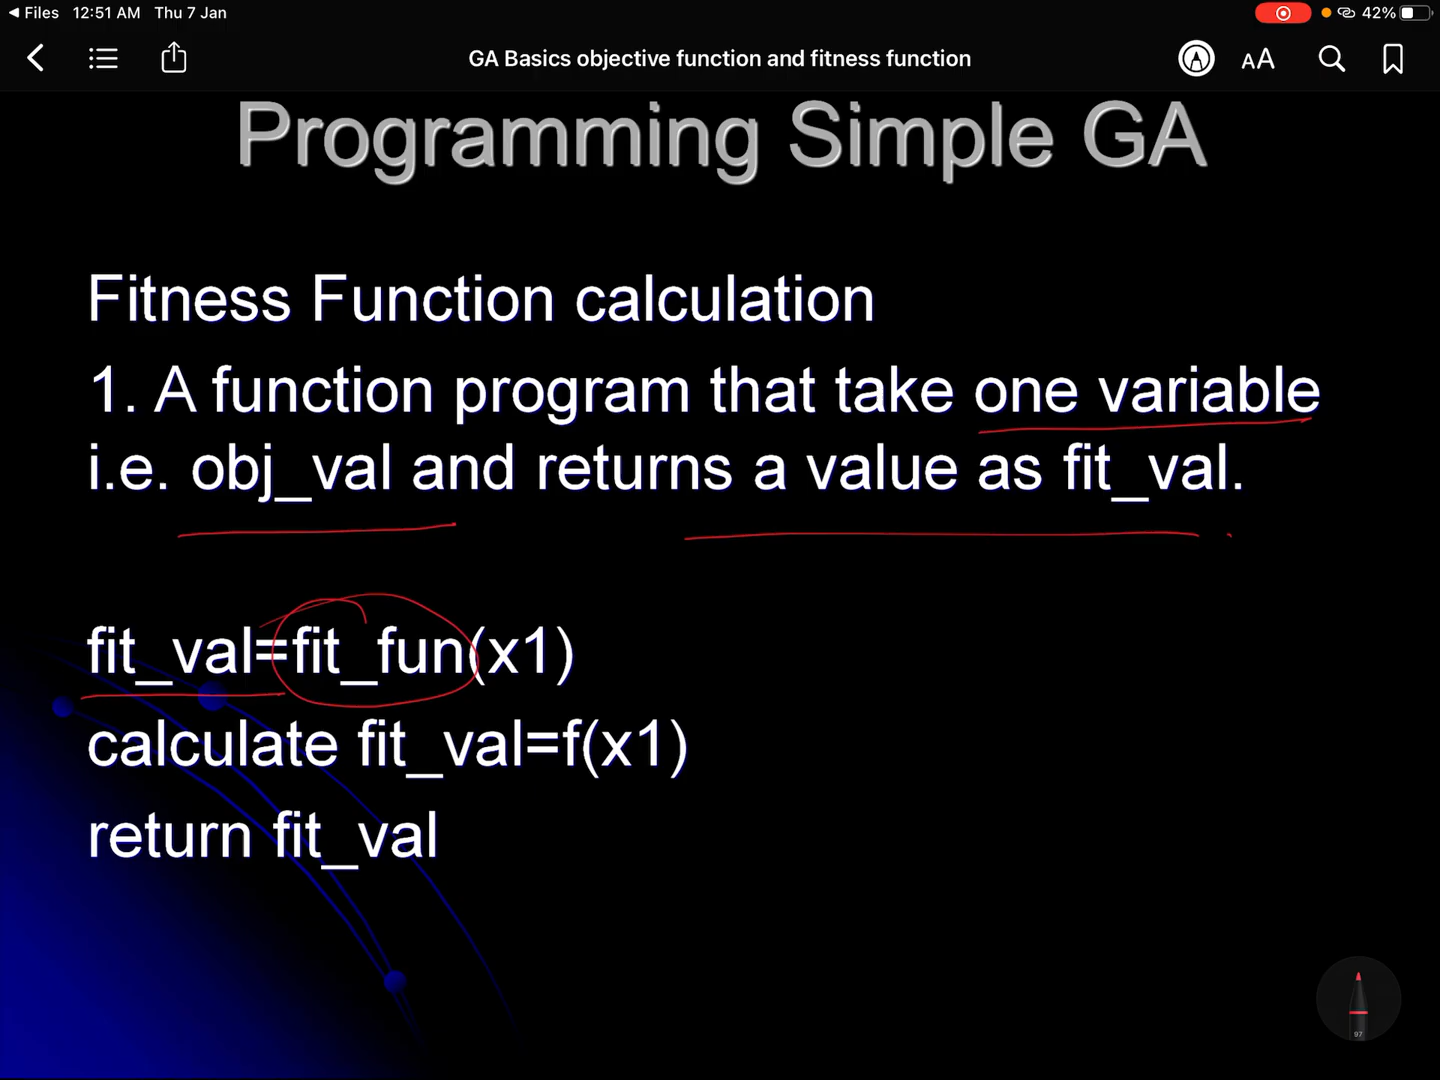 Files 12:51 AM Thu 7 Jan
42%
GA Basics objective function and fitness function
AA
Programming Simple GA
Fitness Function calculation
1. A function program that take one variable
i.e. obj_val and returns a value as fit_val.
fit_val=fit_fun(x1)
calculate fit_val=f(x1)
return fit_val
97